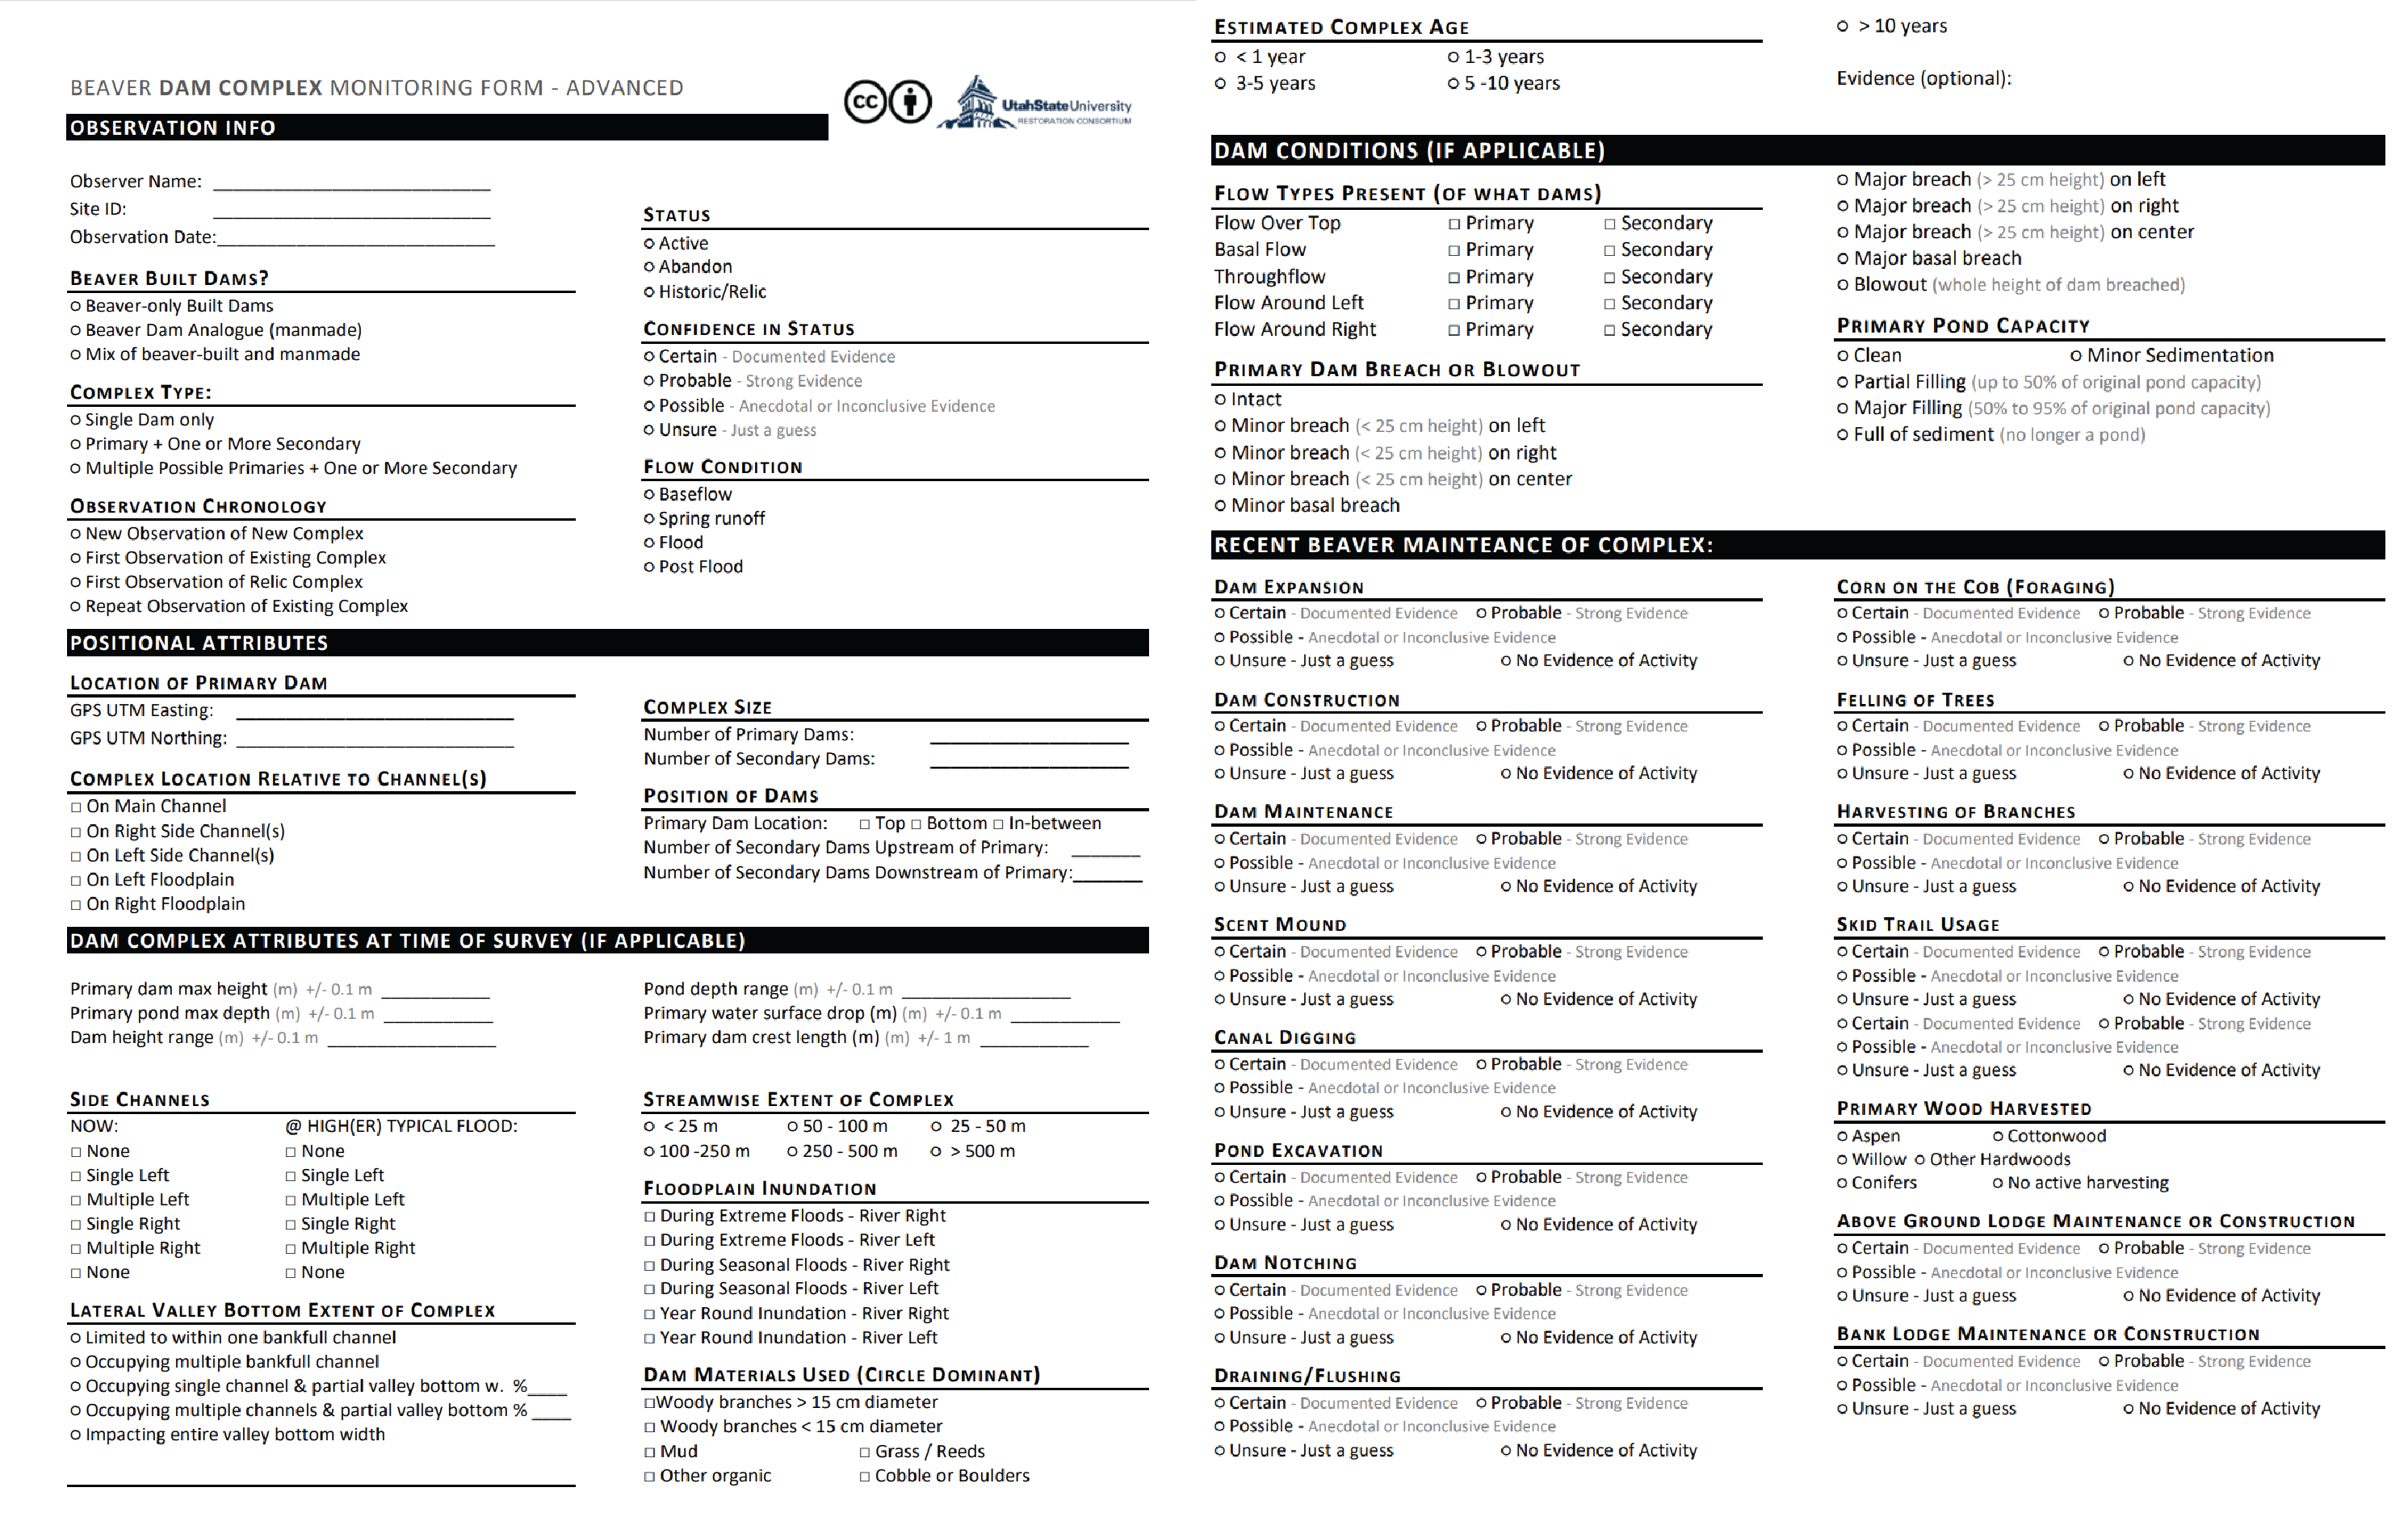 BEAVER DAM COMPLEX MONITORING FORM - ADVANCED
cc
UtahStateUniversity
RESTORATION CONSORTIUM
OBSERVATION INFO
Observer Name: ____________________________
Site ID: ____________________________
Observation Date:____________________________
BEAVER BUILT DAMS?
○ Beaver-only Built Dams
○ Beaver Dam Analogue (manmade)
○ Mix of beaver-built and manmade
COMPLEX TYPE:
○ Single Dam only
○ Primary + One or More Secondary
○ Multiple Possible Primaries + One or More Secondary
OBSERVATION CHRONOLOGY
○ New Observation of New Complex
○ First Observation of Existing Complex
○ First Observation of Relic Complex
○ Repeat Observation of Existing Complex
STATUS
○ Active
○ Abandon
○ Historic/Relic
CONFIDENCE IN STATUS
○ Certain - Documented Evidence
○ Probable - Strong Evidence
○ Possible - Anecdotal or Inconclusive Evidence
○ Unsure - Just a guess
FLOW CONDITION
○ Baseflow
○ Spring runoff
○ Flood
○ Post Flood
POSITIONAL ATTRIBUTES
LOCATION OF PRIMARY DAM
GPS UTM Easting: ____________________________
GPS UTM Northing: ____________________________
COMPLEX LOCATION RELATIVE TO CHANNEL(S)
□ On Main Channel
□ On Right Side Channel(s)
□ On Left Side Channel(s)
□ On Left Floodplain
□ On Right Floodplain
COMPLEX SIZE
Number of Primary Dams: ____________________
Number of Secondary Dams: ____________________
POSITION OF DAMS
Primary Dam Location: □ Top □ Bottom □ In-between
Number of Secondary Dams Upstream of Primary: _______
Number of Secondary Dams Downstream of Primary:_______
DAM COMPLEX ATTRIBUTES AT TIME OF SURVEY (IF APPLICABLE)
Primary dam max height (m) +/- 0.1 m ___________
Primary pond max depth (m) +/- 0.1 m ___________
Dam height range (m) +/- 0.1 m _________________
Pond depth range (m) +/- 0.1 m _________________
Primary water surface drop (m) (m) +/- 0.1 m ___________
Primary dam crest length (m) (m) +/- 1 m ___________
SIDE CHANNELS
NOW: @ HIGH(ER) TYPICAL FLOOD:
□ None □ None
□ Single Left □ Single Left
□ Multiple Left □ Multiple Left
□ Single Right □ Single Right
□ Multiple Right □ Multiple Right
□ None □ None
LATERAL VALLEY BOTTOM EXTENT OF COMPLEX
○ Limited to within one bankfull channel
○ Occupying multiple bankfull channel
○ Occupying single channel & partial valley bottom w. %____
○ Occupying multiple channels & partial valley bottom % ____
○ Impacting entire valley bottom width
STREAMWISE EXTENT OF COMPLEX
○ < 25 m ○ 50 - 100 m ○ 25 - 50 m
○ 100 -250 m ○ 250 - 500 m ○ > 500 m
FLOODPLAIN INUNDATION
□ During Extreme Floods - River Right
□ During Extreme Floods - River Left
□ During Seasonal Floods - River Right
□ During Seasonal Floods - River Left
□ Year Round Inundation - River Right
□ Year Round Inundation - River Left
DAM MATERIALS USED (CIRCLE DOMINANT)
□Woody branches > 15 cm diameter
□ Woody branches < 15 cm diameter
□ Mud □ Grass / Reeds
□ Other organic □ Cobble or Boulders
ESTIMATED COMPLEX AGE
○ < 1 year ○ 1-3 years
○ 3-5 years ○ 5 -10 years
○ > 10 years
Evidence (optional):
DAM CONDITIONS (IF APPLICABLE)
FLOW TYPES PRESENT (OF WHAT DAMS)
Flow Over Top □ Primary □ Secondary
Basal Flow □ Primary □ Secondary
Throughflow □ Primary □ Secondary
Flow Around Left □ Primary □ Secondary
Flow Around Right □ Primary □ Secondary
PRIMARY DAM BREACH OR BLOWOUT
○ Intact
○ Minor breach (< 25 cm height) on left
○ Minor breach (< 25 cm height) on right
○ Minor breach (< 25 cm height) on center
○ Minor basal breach
○ Major breach (> 25 cm height) on left
○ Major breach (> 25 cm height) on right
○ Major breach (> 25 cm height) on center
○ Major basal breach
○ Blowout (whole height of dam breached)
PRIMARY POND CAPACITY
○ Clean ○ Minor Sedimentation
○ Partial Filling (up to 50% of original pond capacity)
○ Major Filling (50% to 95% of original pond capacity)
○ Full of sediment (no longer a pond)
RECENT BEAVER MAINTEANCE OF COMPLEX:
DAM EXPANSION
○ Certain - Documented Evidence ○ Probable - Strong Evidence
○ Possible - Anecdotal or Inconclusive Evidence
○ Unsure - Just a guess ○ No Evidence of Activity
DAM CONSTRUCTION
○ Certain - Documented Evidence ○ Probable - Strong Evidence
○ Possible - Anecdotal or Inconclusive Evidence
○ Unsure - Just a guess ○ No Evidence of Activity
DAM MAINTENANCE
○ Certain - Documented Evidence ○ Probable - Strong Evidence
○ Possible - Anecdotal or Inconclusive Evidence
○ Unsure - Just a guess ○ No Evidence of Activity
SCENT MOUND
○ Certain - Documented Evidence ○ Probable - Strong Evidence
○ Possible - Anecdotal or Inconclusive Evidence
○ Unsure - Just a guess ○ No Evidence of Activity
CANAL DIGGING
○ Certain - Documented Evidence ○ Probable - Strong Evidence
○ Possible - Anecdotal or Inconclusive Evidence
○ Unsure - Just a guess ○ No Evidence of Activity
POND EXCAVATION
○ Certain - Documented Evidence ○ Probable - Strong Evidence
○ Possible - Anecdotal or Inconclusive Evidence
○ Unsure - Just a guess ○ No Evidence of Activity
DAM NOTCHING
○ Certain - Documented Evidence ○ Probable - Strong Evidence
○ Possible - Anecdotal or Inconclusive Evidence
○ Unsure - Just a guess ○ No Evidence of Activity
DRAINING/FLUSHING
○ Certain - Documented Evidence ○ Probable - Strong Evidence
○ Possible - Anecdotal or Inconclusive Evidence
○ Unsure - Just a guess ○ No Evidence of Activity
CORN ON THE COB (FORAGING)
○ Certain - Documented Evidence ○ Probable - Strong Evidence
○ Possible - Anecdotal or Inconclusive Evidence
○ Unsure - Just a guess ○ No Evidence of Activity
FELLING OF TREES
○ Certain - Documented Evidence ○ Probable - Strong Evidence
○ Possible - Anecdotal or Inconclusive Evidence
○ Unsure - Just a guess ○ No Evidence of Activity
HARVESTING OF BRANCHES
○ Certain - Documented Evidence ○ Probable - Strong Evidence
○ Possible - Anecdotal or Inconclusive Evidence
○ Unsure - Just a guess ○ No Evidence of Activity
SKID TRAIL USAGE
○ Certain - Documented Evidence ○ Probable - Strong Evidence
○ Possible - Anecdotal or Inconclusive Evidence
○ Unsure - Just a guess ○ No Evidence of Activity
○ Certain - Documented Evidence ○ Probable - Strong Evidence
○ Possible - Anecdotal or Inconclusive Evidence
○ Unsure - Just a guess ○ No Evidence of Activity
PRIMARY WOOD HARVESTED
○ Aspen ○ Cottonwood
○ Willow ○ Other Hardwoods
○ Conifers ○ No active harvesting
ABOVE GROUND LODGE MAINTENANCE OR CONSTRUCTION
○ Certain - Documented Evidence ○ Probable - Strong Evidence
○ Possible - Anecdotal or Inconclusive Evidence
○ Unsure - Just a guess ○ No Evidence of Activity
BANK LODGE MAINTENANCE OR CONSTRUCTION
○ Certain - Documented Evidence ○ Probable - Strong Evidence
○ Possible - Anecdotal or Inconclusive Evidence
○ Unsure - Just a guess ○ No Evidence of Activity